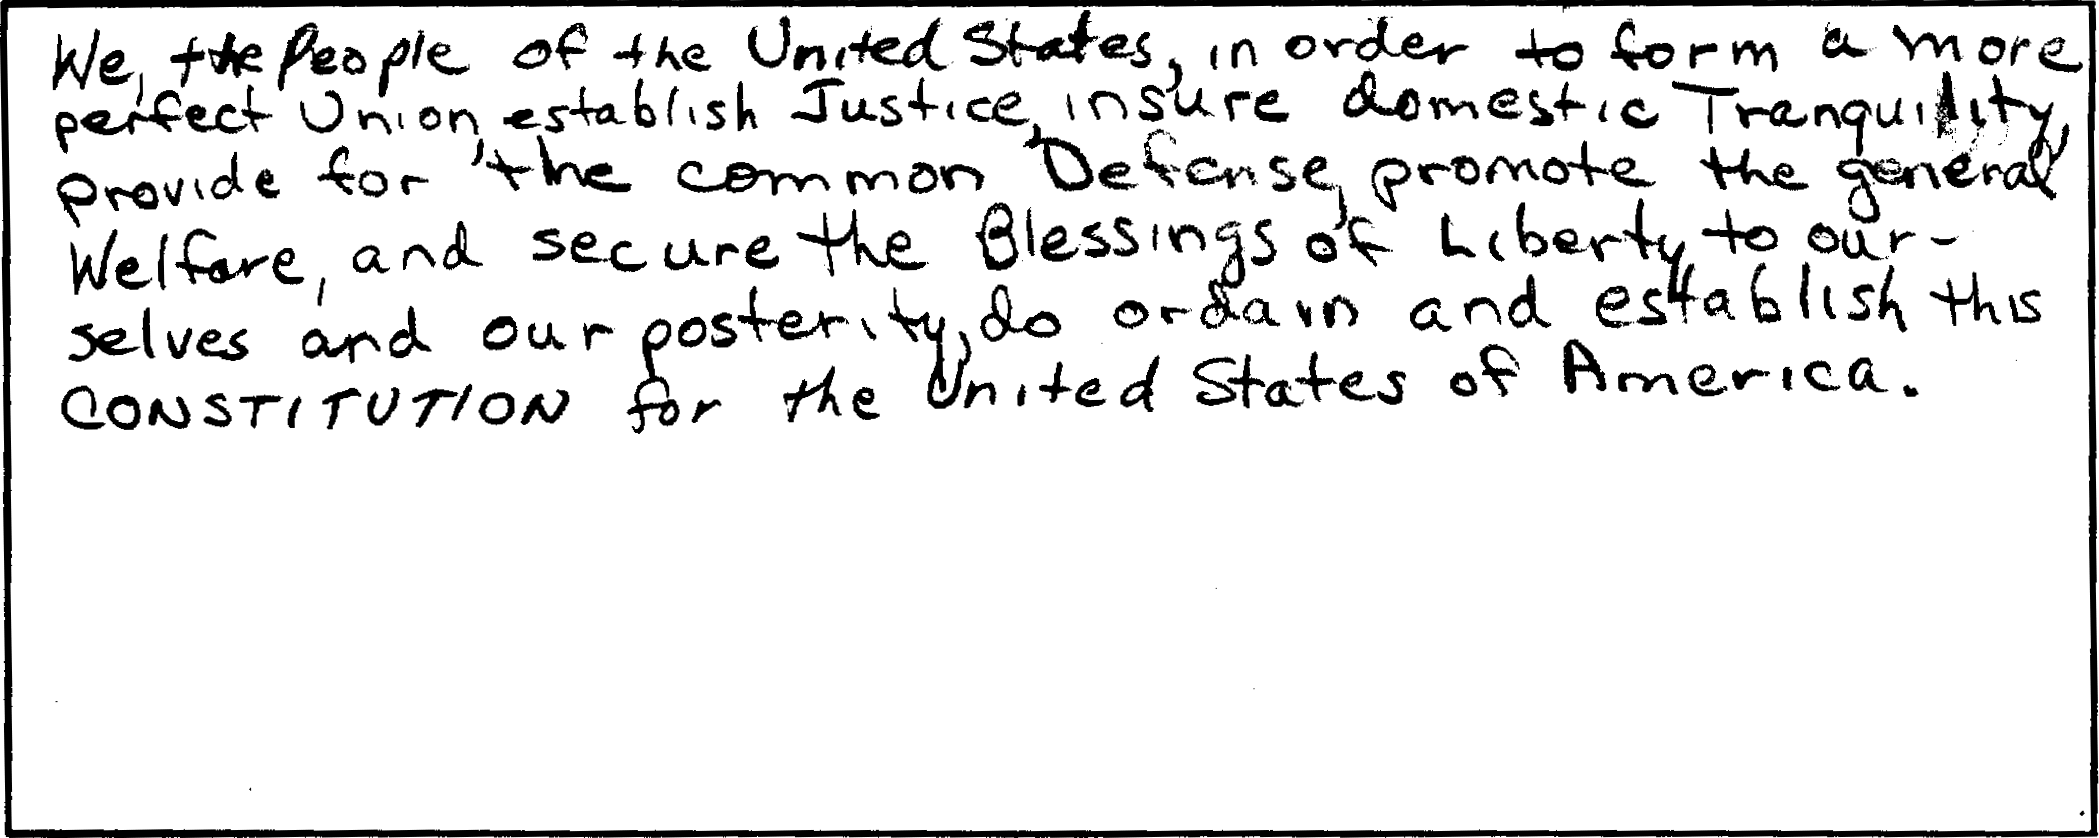 We, the People of the United States, in order to form a more
perfect Union, establish Justice, insure domestic Tranquility,
provide for the common Defense, promote the general
Welfare, and secure the Blessings of Liberty to our-
selves and our posterity, do ordain and establish this
CONSTITUTION for the United States of America.